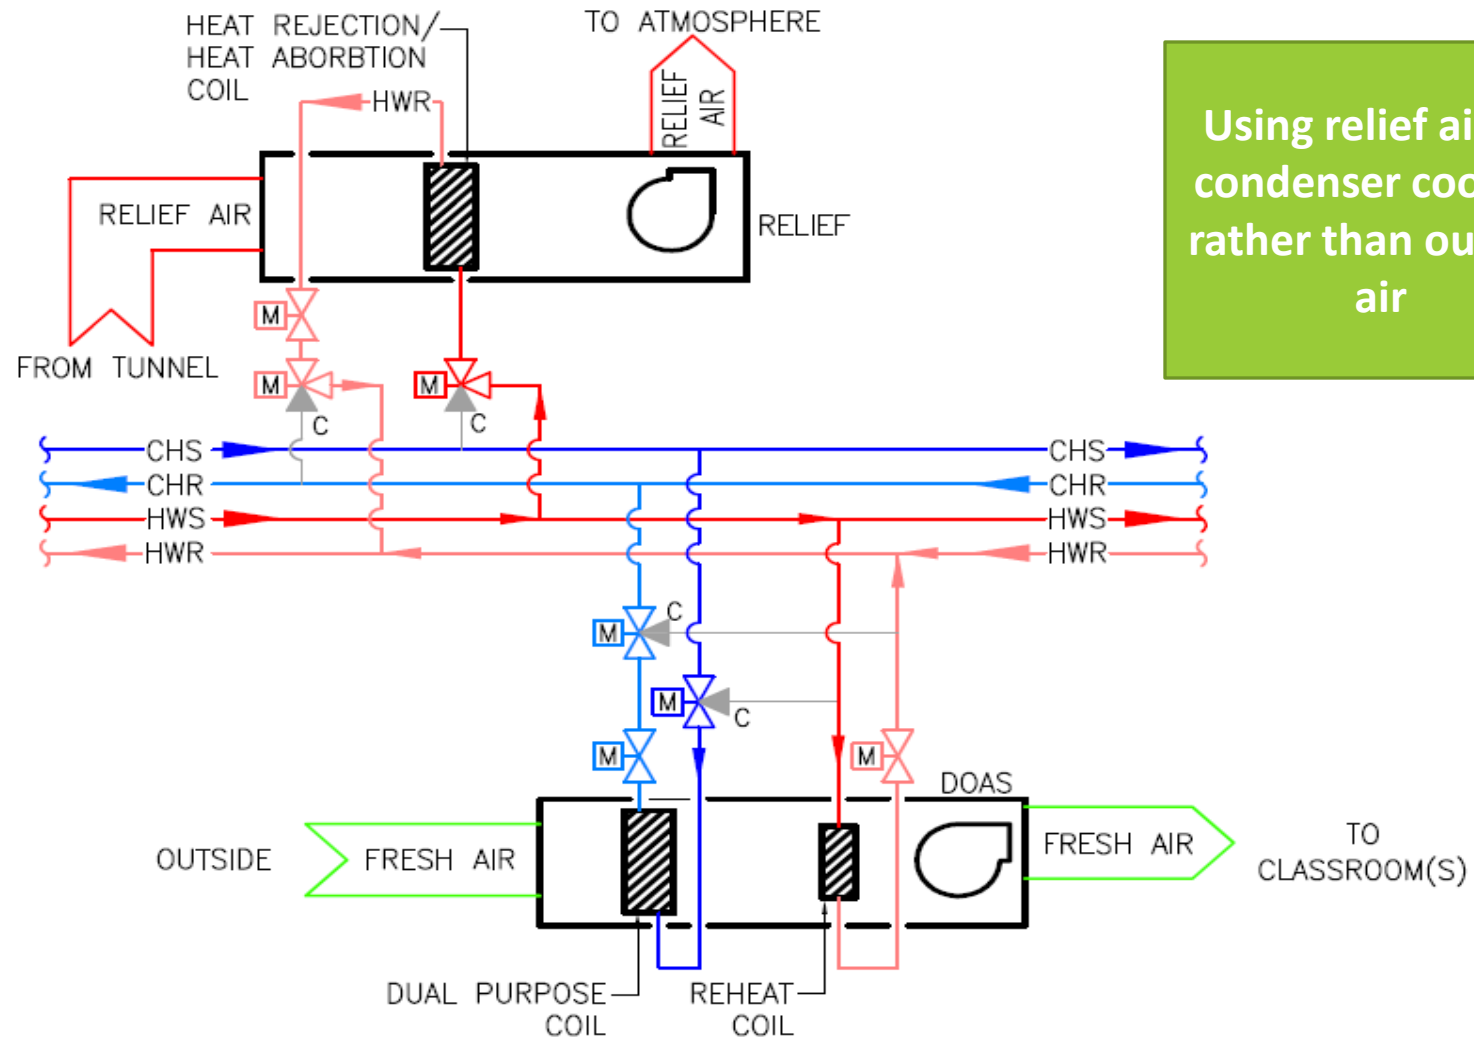 HEAT REJECTION/
HEAT ABORBTION
COIL
TO ATMOSPHERE
HWR
RELIEF
AIR
RELIEF AIR
RELIEF
Using relief ai
condenser coo
rather than ou
air
M
M
M
FROM TUNNEL
C
C
CHS
CHS
CHR
CHR
HWS
HWS
HWR
HWR
C
M
M
C
M
M
DOAS
OUTSIDE
FRESH AIR
FRESH AIR
TO
CLASSROOM(S)
DUAL PURPOSE
COIL
REHEAT
COIL